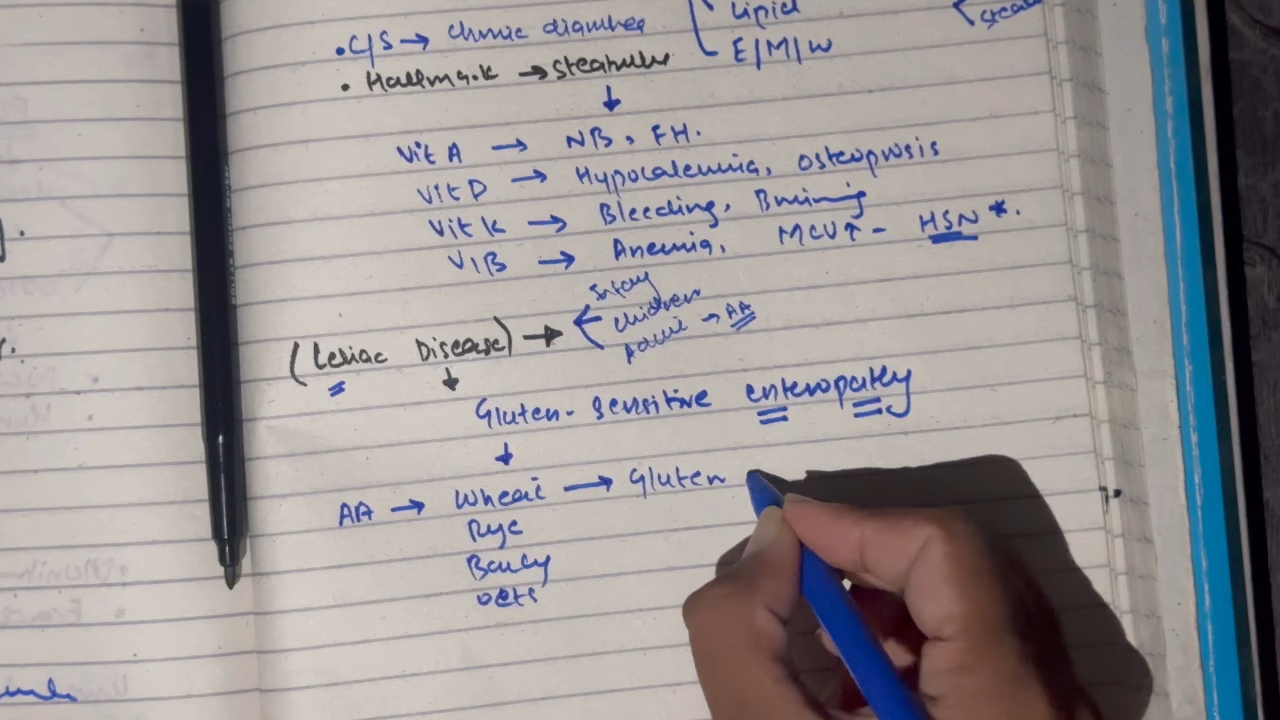 • C/S → chronic diarrhea
Lipid
E/M/W
• Hallmark → Steatorrhea
↓
Vit A → NB, FH.
Vit D → Hypocalcemia, Osteoporosis
Vit K → Bleeding, Bruising
VIB → Anemia, MCV↑ - HSN *.
Infancy
Children
Adult → AA
(Celiac Disease) →
↓
Gluten-Sensitive enteropathy
↓
AA → Wheat → Gluten
Rye
Barley
oats